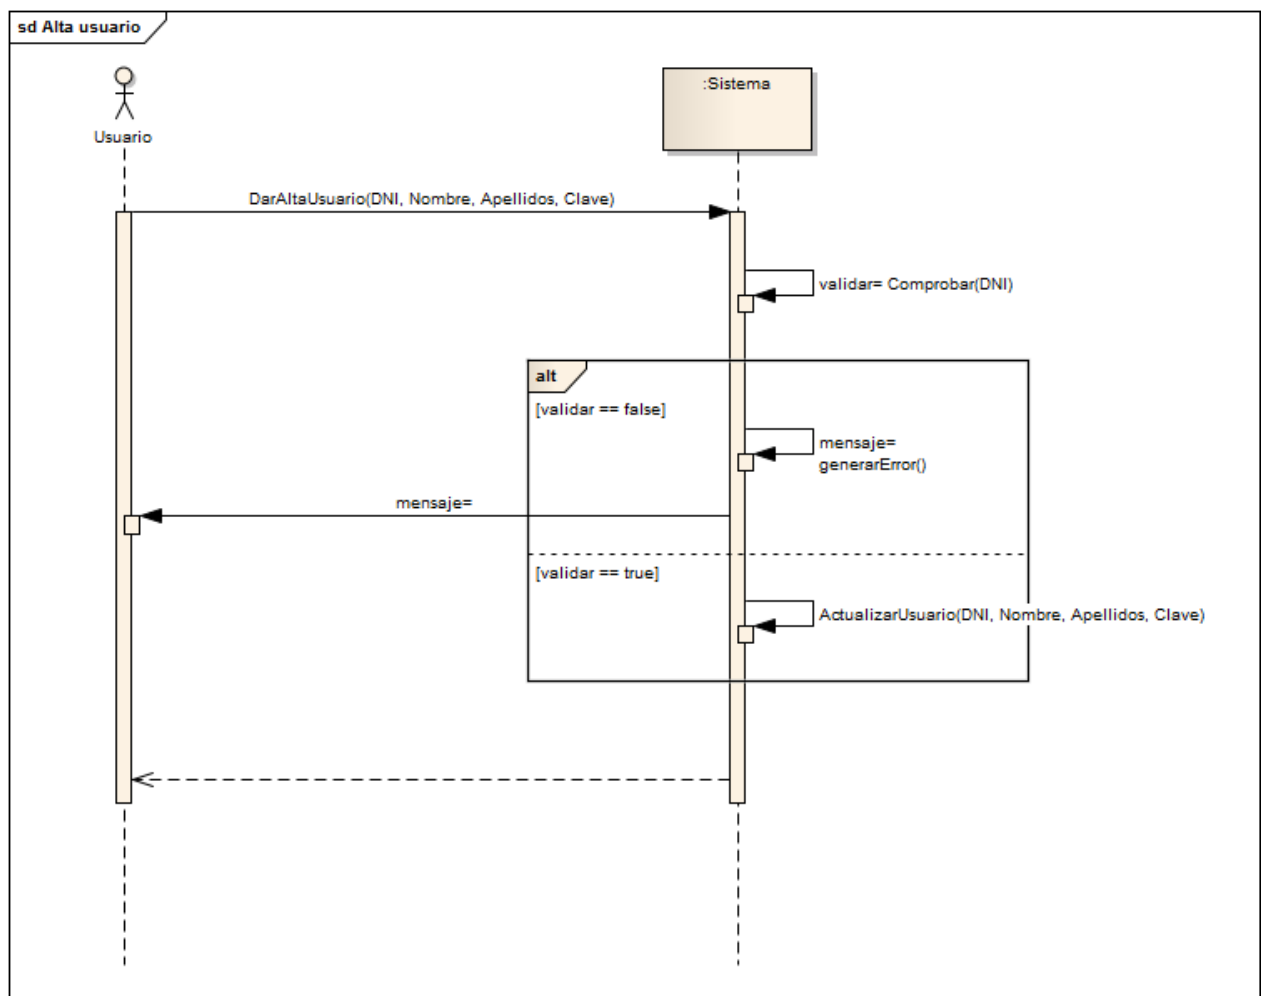 sd Alta usuario
:Sistema
Usuario
DarAltaUsuario(DNI, Nombre, Apellidos, Clave)
validar= Comprobar(DNI)
alt
[validar == false]
mensaje=
generarError()
mensaje=
[validar == true]
ActualizarUsuario(DNI, Nombre, Apellidos, Clave)